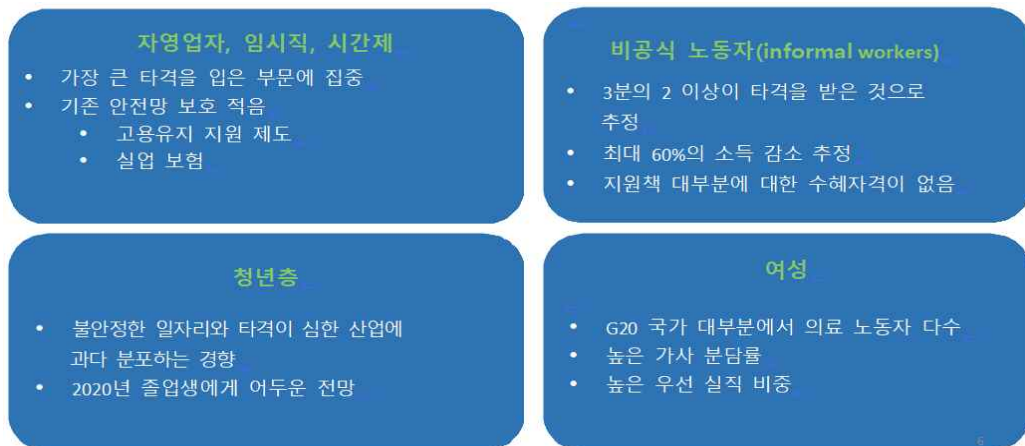 자영업자, 임시직, 시간제
• 가장 큰 타격을 입은 부문에 집중
• 기존 안전망 보호 적음
• 고용유지 지원 제도
• 실업 보험
비공식 노동자(informal workers)
• 3분의 2 이상이 타격을 받은 것으로
추정
• 최대 60%의 소득 감소 추정
• 지원책 대부분에 대한 수혜자격이 없음
청년층
• 불안정한 일자리와 타격이 심한 산업에
과다 분포하는 경향
• 2020년 졸업생에게 어두운 전망
여성
• G20 국가 대부분에서 의료 노동자 다수
• 높은 가사 분담률
• 높은 우선 실직 비중
6